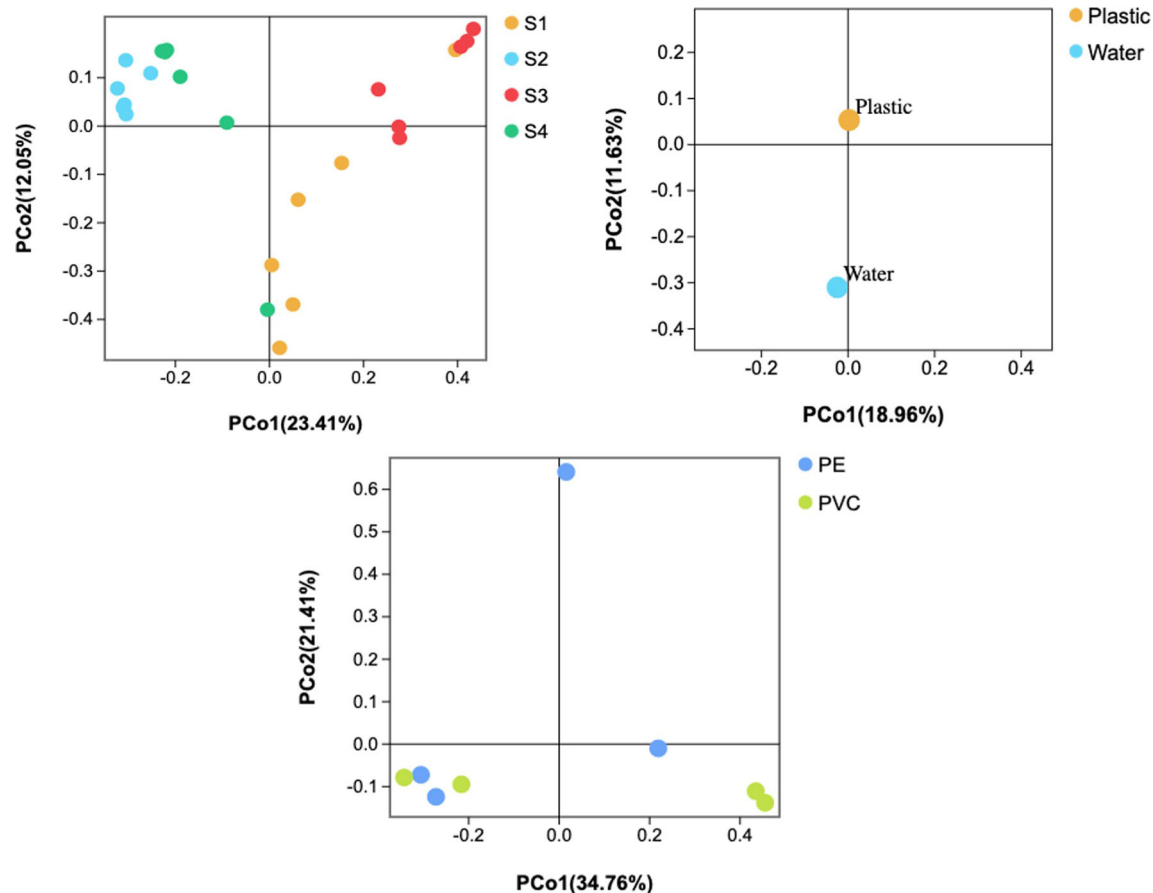 S1
S2
S3
S4
0.1
0.0
-0.1
-0.2
-0.3
-0.4
PCo2(12.05%)
-0.2 0.0 0.2 0.4
PCo1(23.41%)
Plastic
Water
0.2
0.1
0.0
-0.1
-0.2
-0.3
-0.4
PCo2(11.63%)
Plastic
Water
-0.2 0.0 0.2 0.4
PCo1(18.96%)
PE
PVC
0.6
0.5
0.4
0.3
0.2
0.1
0.0
-0.1
PCo2(21.41%)
-0.2 0.0 0.2 0.4
PCo1(34.76%)